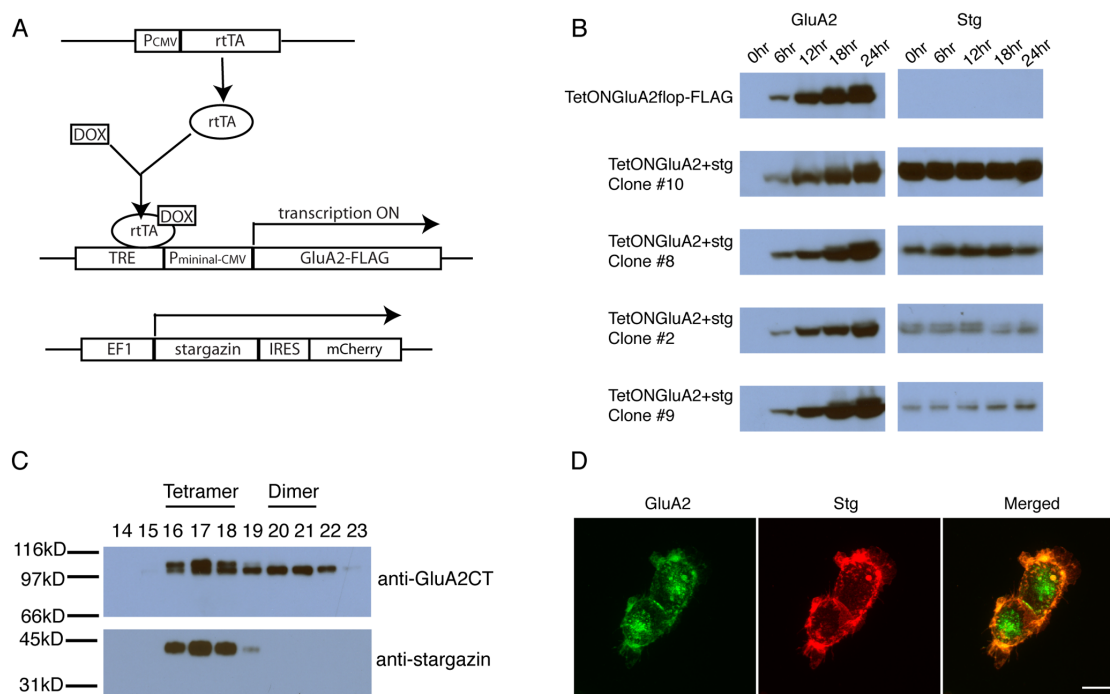 A
PCMV rtTA
rtTA
DOX
rtTA
DOX
transcription ON
TRE Pmininal-CMV GluA2-FLAG
EF1 stargazin IRES mCherry
B
GluA2 Stg
0hr 6hr 12hr 18hr 24hr 0hr 6hr 12hr 18hr 24hr
TetONGluA2flop-FLAG
TetONGluA2+stg
Clone #10
TetONGluA2+stg
Clone #8
TetONGluA2+stg
Clone #2
TetONGluA2+stg
Clone #9
C
Tetramer Dimer
14 15 16 17 18 19 20 21 22 23
116kD
97kD
66kD
45kD
31kD
anti-GluA2CT
anti-stargazin
D
GluA2 Stg Merged